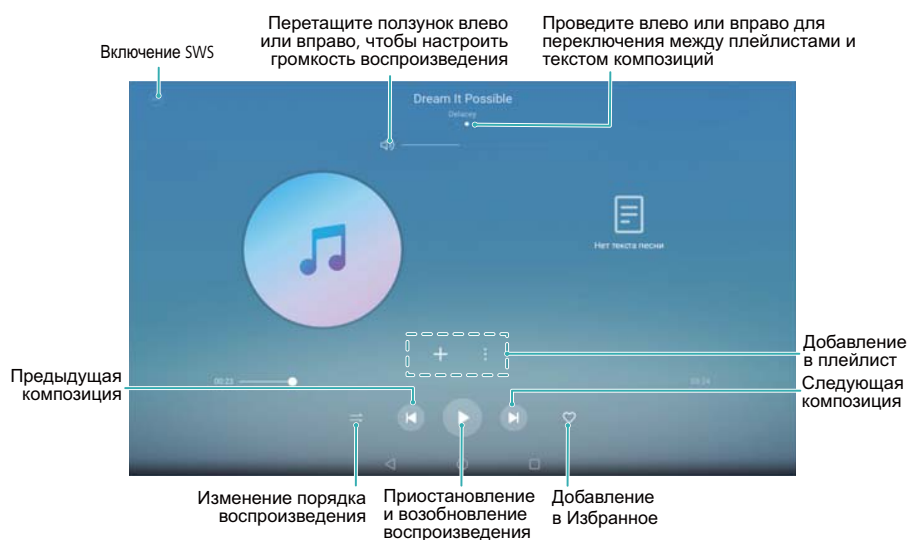 Перетащите ползунок влево
или вправо, чтобы настроить
громкость воспроизведения
Проведите влево или вправо для
переключения между плейлистами и
текстом композиций
Включение SWS
Dream It Possible
Delacey
Нет текста песни
Добавление
в плейлист
Предыдущая
композиция
00:23
03:24
Следующая
композиция
Изменение порядка
воспроизведения
Приостановление
и возобновление
воспроизведения
Добавление
в Избранное